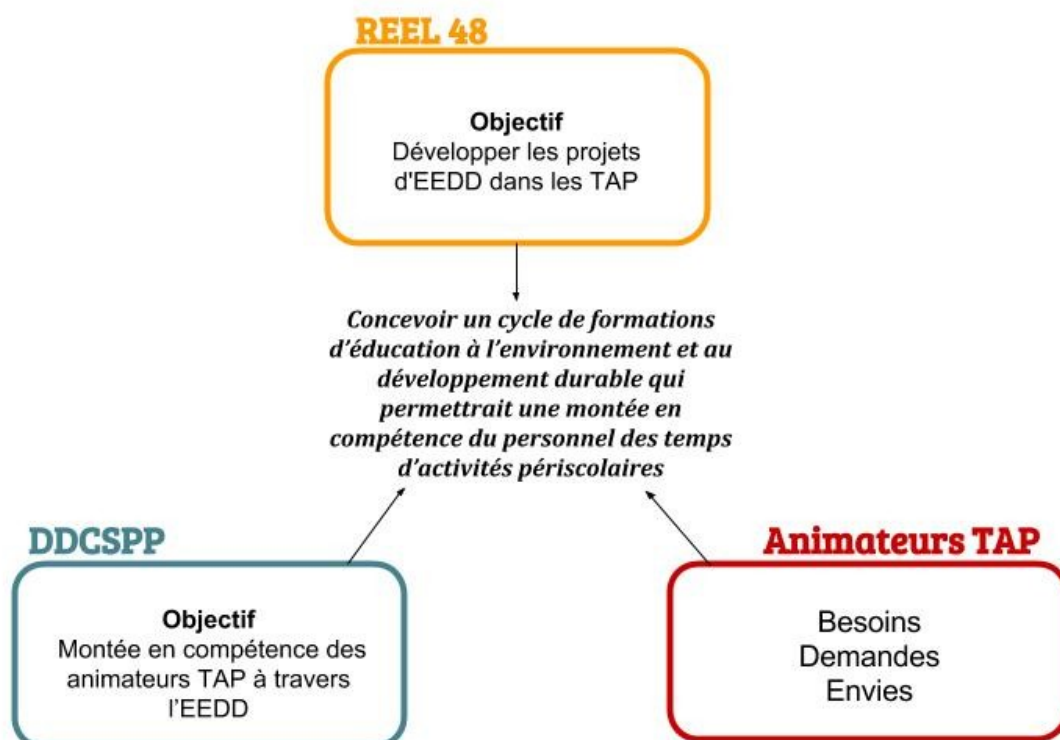 REEL 48
Objectif
Développer les projets
d'EEDD dans les TAP
Concevoir un cycle de formations
d’éducation à l’environnement et au
développement durable qui
permettrait une montée en
compétence du personnel des temps
d’activités périscolaires
DDCSPP
Objectif
Montée en compétence des
animateurs TAP à travers
l’EEDD
Animateurs TAP
Besoins
Demandes
Envies